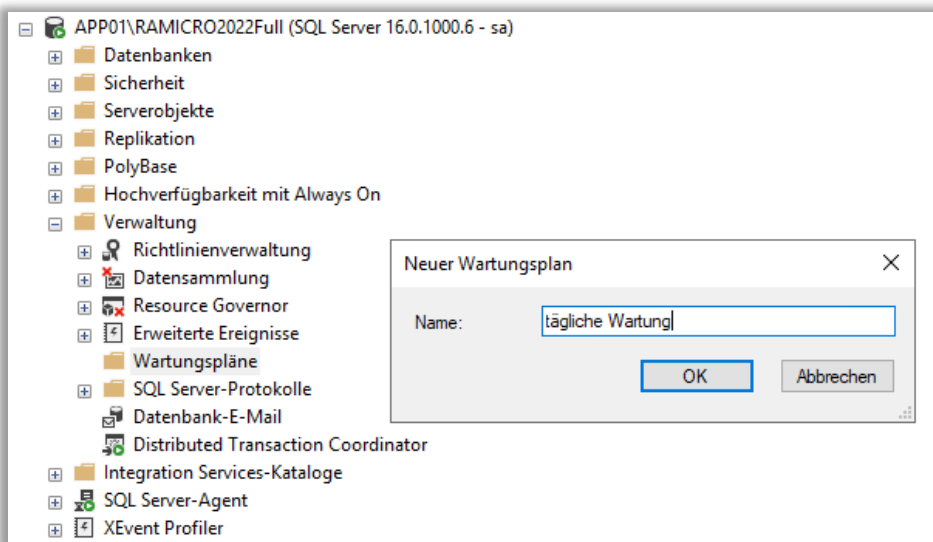 APP01\RAMICRO2022Full (SQL Server 16.0.1000.6 - sa)
Datenbanken
Sicherheit
Serverobjekte
Replikation
PolyBase
Hochverfügbarkeit mit Always On
Verwaltung
Richtlinienverwaltung
Datensammlung
Resource Governor
Erweiterte Ereignisse
Wartungspläne
SQL Server-Protokolle
Datenbank-E-Mail
Distributed Transaction Coordinator
Integration Services-Kataloge
SQL Server-Agent
XEvent Profiler
Neuer Wartungsplan
Name: tägliche Wartung
OK Abbrechen